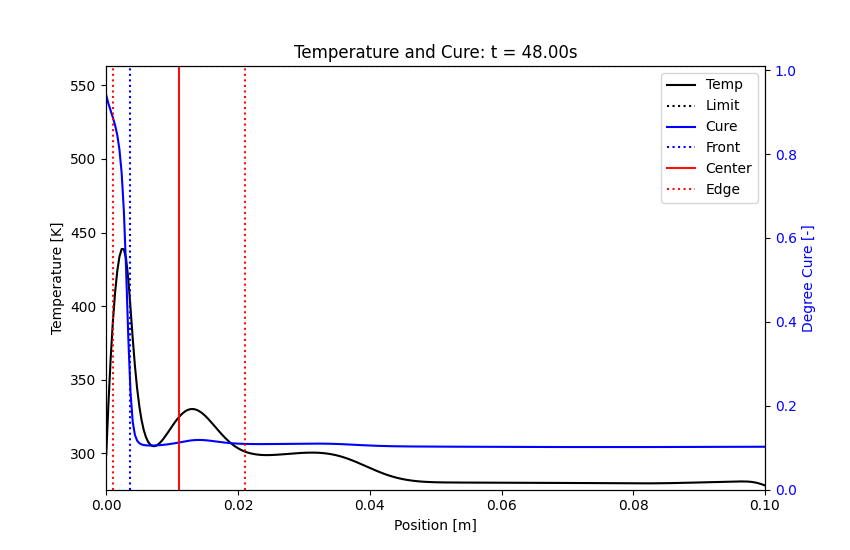 Temperature and Cure: t = 48.00s
Temperature [K]
550
500
450
400
350
300
Temp
Limit
Cure
Front
Center
Edge
1.0
0.8
0.6
0.4
0.2
0.0
Degree Cure [-]
0.00
0.02
0.04
0.06
0.08
0.10
Position [m]